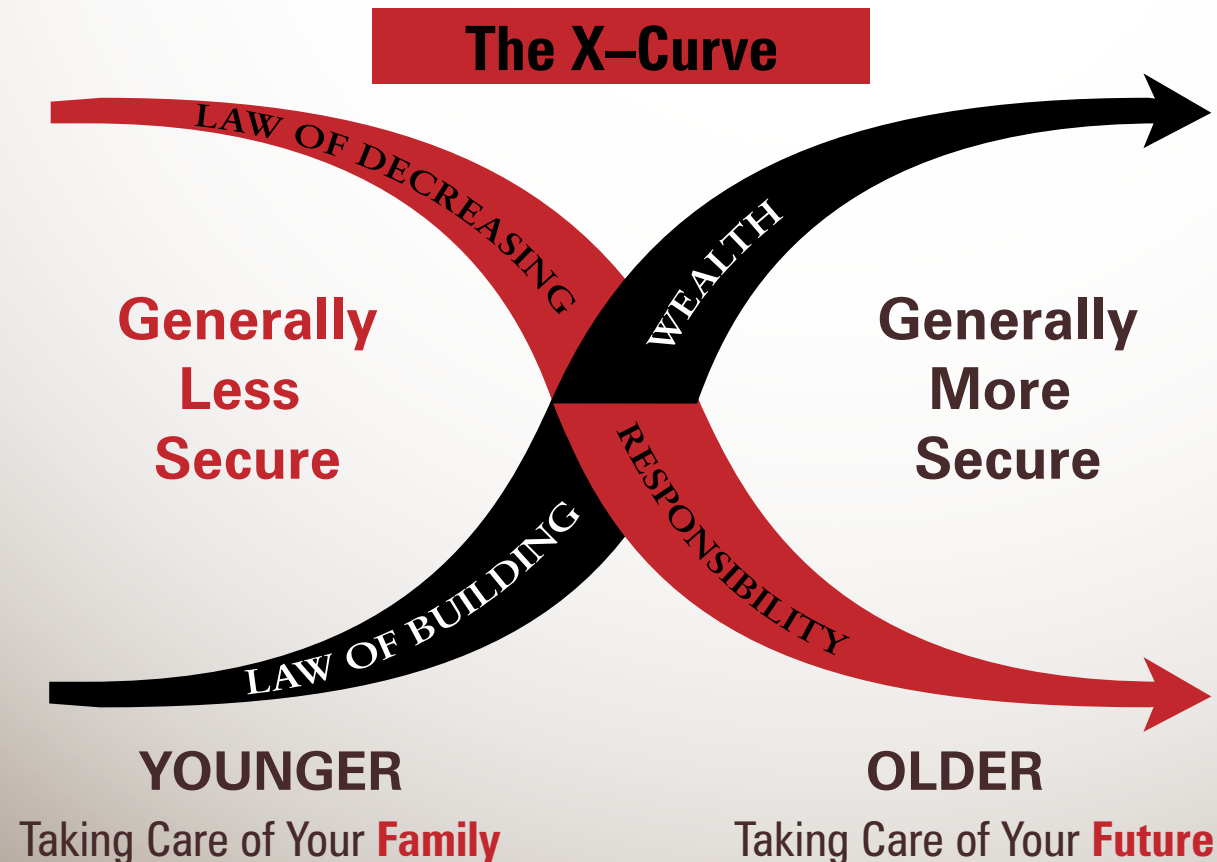 The X–Curve
LAW OF DECREASING
RESPONSIBILITY
LAW OF BUILDING
WEALTH
Generally
Less
Secure
Generally
More
Secure
YOUNGER
Taking Care of Your Family
OLDER
Taking Care of Your Future